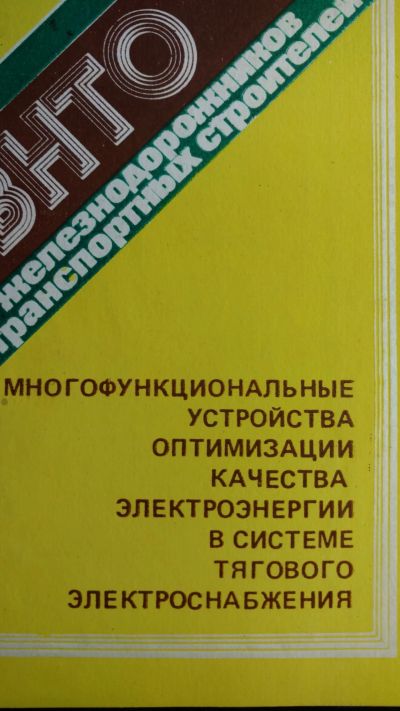 ВНТО
железнодорожников
транспортных строителей
МНОГОФУНКЦИОНАЛЬНЫЕ
УСТРОЙСТВА
ОПТИМИЗАЦИИ
КАЧЕСТВА
ЭЛЕКТРОЭНЕРГИИ
В СИСТЕМЕ
ТЯГОВОГО
ЭЛЕКТРОСНАБЖЕНИЯ